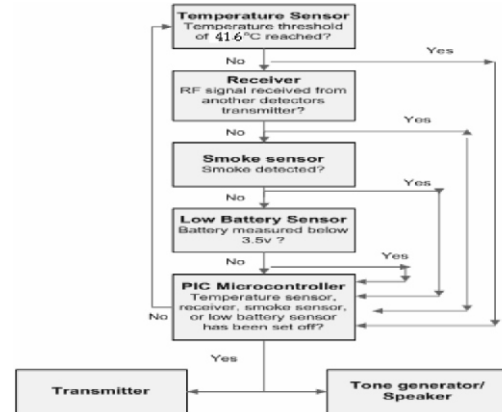 Temperature Sensor
Temperature threshold
of 41.6°C reached?
Yes
No
Receiver
RF signal received from
another detectors
transmitter?
Yes
No
Smoke sensor
Smoke detected?
Yes
No
Low Battery Sensor
Battery measured below
3.5v ?
Yes
No
PIC Microcontroller
Temperature sensor,
receiver, smoke sensor,
or low battery sensor
has been set off?
No
Yes
Transmitter
Tone generator/
Speaker